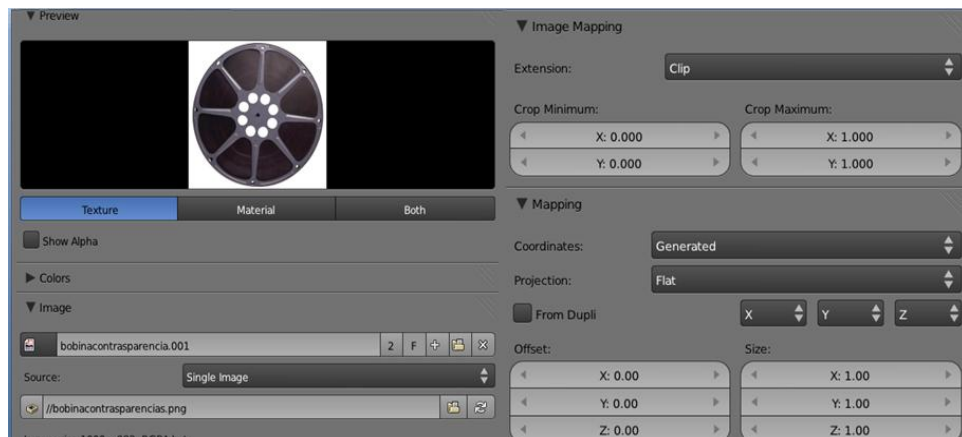 Preview
Texture Material Both
Show Alpha
Colors
Image
bobinacontrasparencia.001 2 F
Source: Single Image
//bobinacontrasparencias.png
Image Mapping
Extension: Clip
Crop Minimum: Crop Maximum:
X: 0.000 X: 1.000
Y: 0.000 Y: 1.000
Mapping
Coordinates: Generated
Projection: Flat
From Dupli X Y Z
Offset: Size:
X: 0.00 X: 1.00
Y: 0.00 Y: 1.00
Z: 0.00 Z: 1.00